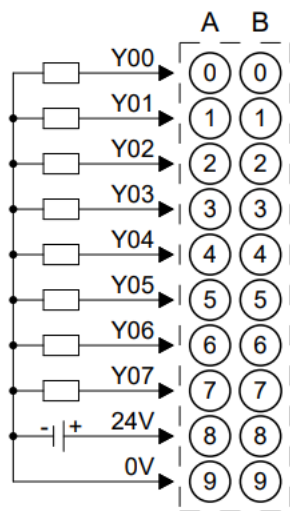 A B
Y00 0 0
Y01 1 1
Y02 2 2
Y03 3 3
Y04 4 4
Y05 5 5
Y06 6 6
Y07 7 7
- + 24V 8 8
0V 9 9